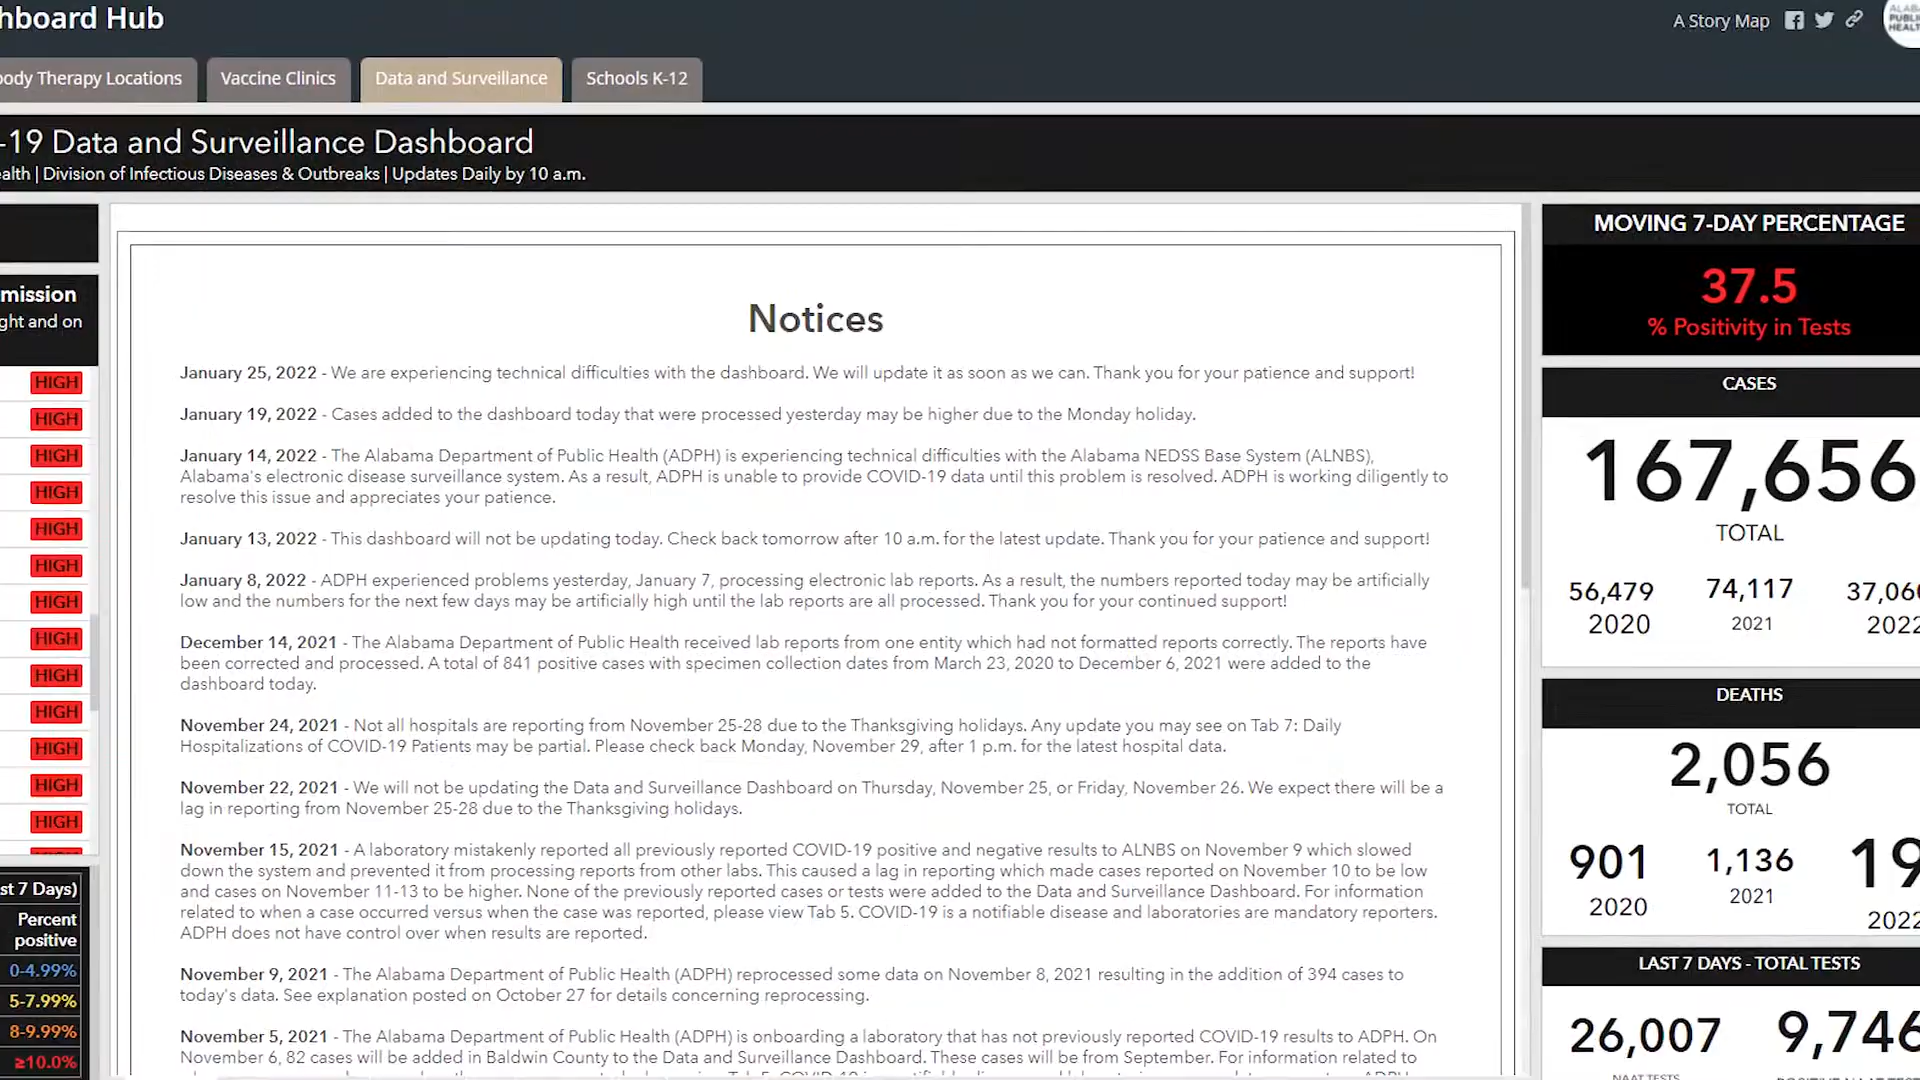 hboard Hub
A Story Map
ALAB
PUBLIC
HEALT
ody Therapy Locations
Vaccine Clinics
Data and Surveillance
Schools K-12
-19 Data and Surveillance Dashboard
alth | Division of Infectious Diseases & Outbreaks | Updates Daily by 10 a.m.
mission
ght and on
HIGH
HIGH
HIGH
HIGH
HIGH
HIGH
HIGH
HIGH
HIGH
HIGH
HIGH
HIGH
HIGH
st 7 Days)
Percent
positive
0-4.99%
5-7.99%
8-9.99%
≥10.0%
Notices
January 25, 2022 - We are experiencing technical difficulties with the dashboard. We will update it as soon as we can. Thank you for your patience and support!
January 19, 2022 - Cases added to the dashboard today that were processed yesterday may be higher due to the Monday holiday.
January 14, 2022 - The Alabama Department of Public Health (ADPH) is experiencing technical difficulties with the Alabama NEDSS Base System (ALNBS),
Alabama's electronic disease surveillance system. As a result, ADPH is unable to provide COVID-19 data until this problem is resolved. ADPH is working diligently to
resolve this issue and appreciates your patience.
January 13, 2022 - This dashboard will not be updating today. Check back tomorrow after 10 a.m. for the latest update. Thank you for your patience and support!
January 8, 2022 - ADPH experienced problems yesterday, January 7, processing electronic lab reports. As a result, the numbers reported today may be artificially
low and the numbers for the next few days may be artificially high until the lab reports are all processed. Thank you for your continued support!
December 14, 2021 - The Alabama Department of Public Health received lab reports from one entity which had not formatted reports correctly. The reports have
been corrected and processed. A total of 841 positive cases with specimen collection dates from March 23, 2020 to December 6, 2021 were added to the
dashboard today.
November 24, 2021 - Not all hospitals are reporting from November 25-28 due to the Thanksgiving holidays. Any update you may see on Tab 7: Daily
Hospitalizations of COVID-19 Patients may be partial. Please check back Monday, November 29, after 1 p.m. for the latest hospital data.
November 22, 2021 - We will not be updating the Data and Surveillance Dashboard on Thursday, November 25, or Friday, November 26. We expect there will be a
lag in reporting from November 25-28 due to the Thanksgiving holidays.
November 15, 2021 - A laboratory mistakenly reported all previously reported COVID-19 positive and negative results to ALNBS on November 9 which slowed
down the system and prevented it from processing reports from other labs. This caused a lag in reporting which made cases reported on November 10 to be low
and cases on November 11-13 to be higher. None of the previously reported cases or tests were added to the Data and Surveillance Dashboard. For information
related to when a case occurred versus when the case was reported, please view Tab 5. COVID-19 is a notifiable disease and laboratories are mandatory reporters.
ADPH does not have control over when results are reported.
November 9, 2021 - The Alabama Department of Public Health (ADPH) reprocessed some data on November 8, 2021 resulting in the addition of 394 cases to
today's data. See explanation posted on October 27 for details concerning reprocessing.
November 5, 2021 - The Alabama Department of Public Health (ADPH) is onboarding a laboratory that has not previously reported COVID-19 results to ADPH. On
November 6, 82 cases will be added in Baldwin County to the Data and Surveillance Dashboard. These cases will be from September. For information related to
MOVING 7-DAY PERCENTAGE
37.5
% Positivity in Tests
CASES
167,656
TOTAL
56,479 74,117 37,060
2020 2021 2022
DEATHS
2,056
TOTAL
901 1,136 19
2020 2021 2022
LAST 7 DAYS - TOTAL TESTS
26,007 9,746